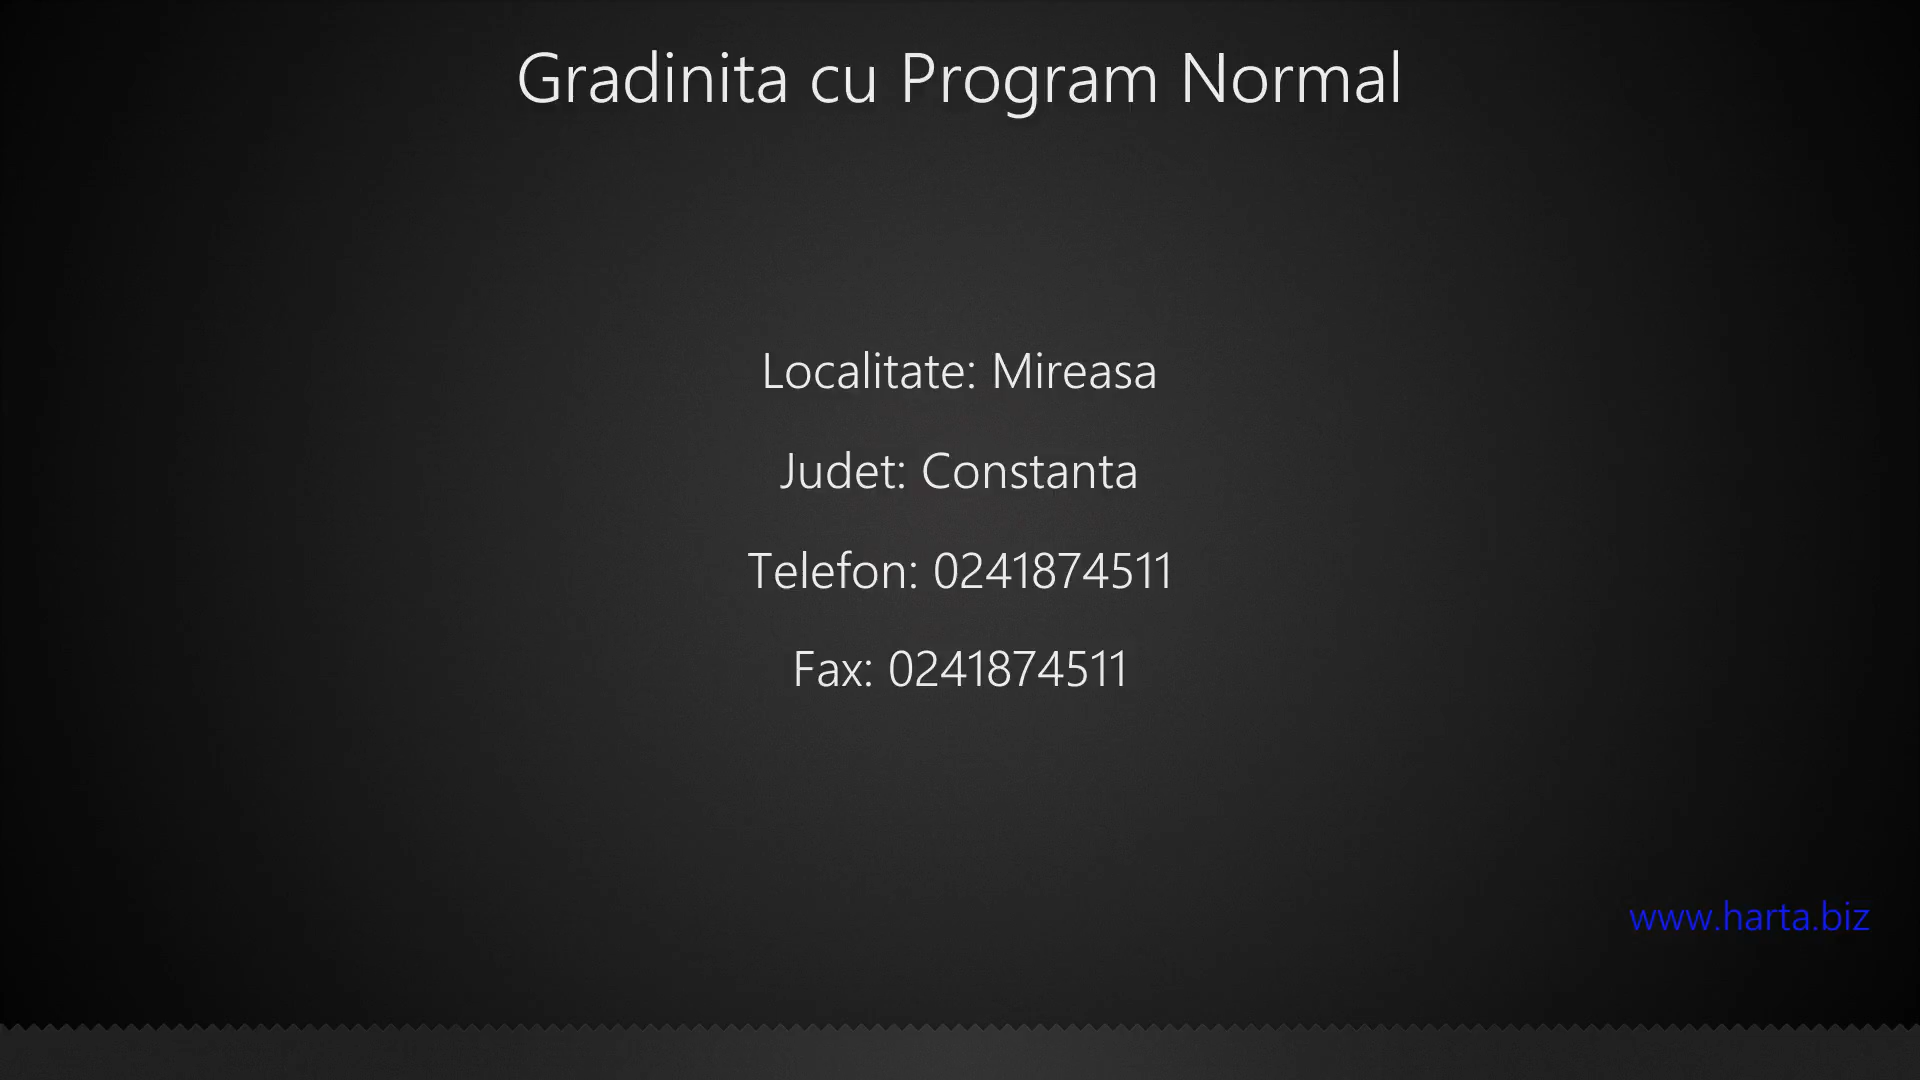 Gradinita cu Program Normal
Localitate: Mireasa
Judet: Constanta
Telefon: 0241874511
Fax: 0241874511
www.harta.biz